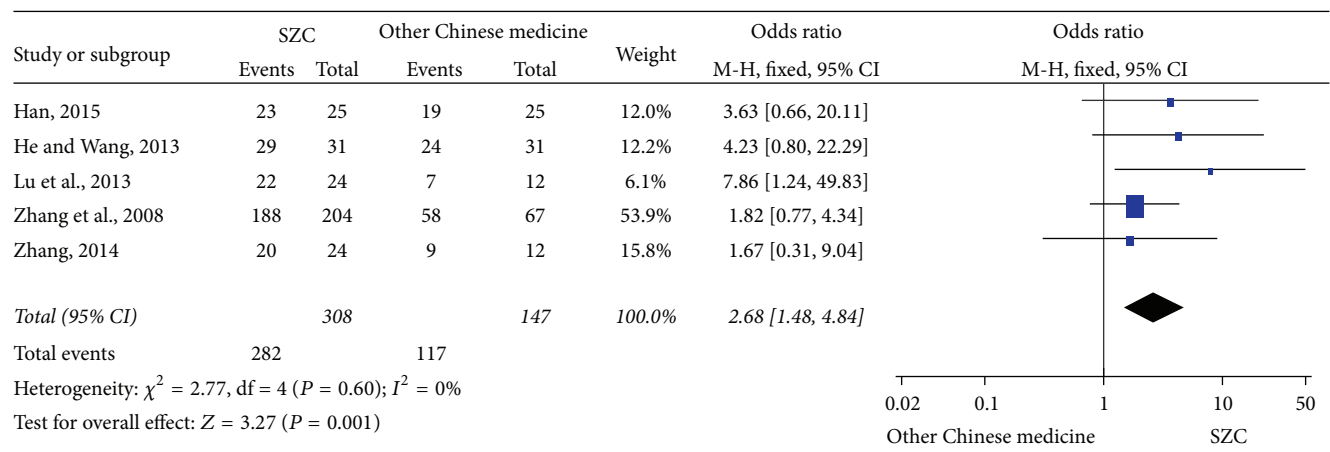 Study or subgroup SZC Other Chinese medicine Weight Odds ratio Odds ratio
Events Total Events Total M-H, fixed, 95% CI M-H, fixed, 95% CI
Han, 2015 23 25 19 25 12.0% 3.63 [0.66, 20.11]
He and Wang, 2013 29 31 24 31 12.2% 4.23 [0.80, 22.29]
Lu et al., 2013 22 24 7 12 6.1% 7.86 [1.24, 49.83]
Zhang et al., 2008 188 204 58 67 53.9% 1.82 [0.77, 4.34]
Zhang, 2014 20 24 9 12 15.8% 1.67 [0.31, 9.04]
Total (95% CI) 308 147 100.0% 2.68 [1.48, 4.84]
Total events 282 117
Heterogeneity: χ² = 2.77, df = 4 (P = 0.60); I² = 0%
Test for overall effect: Z = 3.27 (P = 0.001)
0.02 0.1 1 10 50
Other Chinese medicine SZC